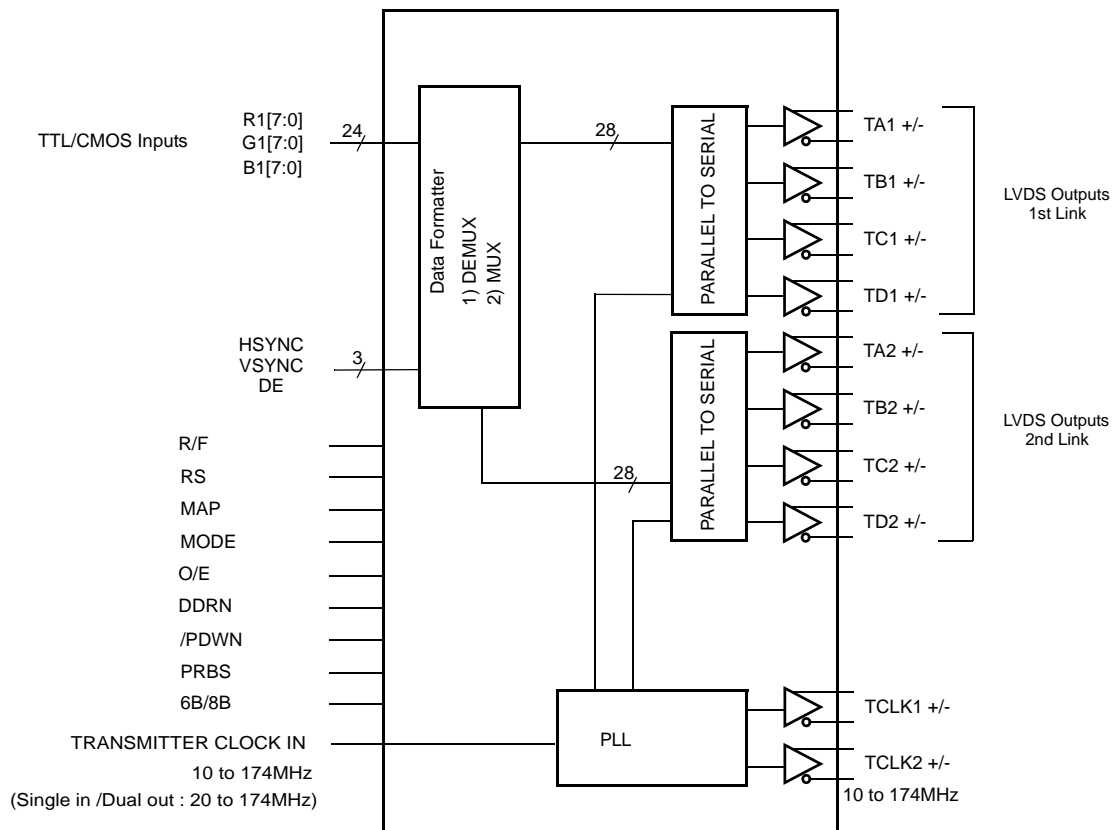 TTL/CMOS Inputs
R1[7:0]
G1[7:0]
B1[7:0]
24
HSYNC
VSYNC
DE
3
R/F
RS
MAP
MODE
O/E
DDRN
/PDWN
PRBS
6B/8B
TRANSMITTER CLOCK IN
10 to 174MHz
(Single in /Dual out : 20 to 174MHz)
Data Formatter
1) DEMUX
2) MUX
28
28
PARALLEL TO SERIAL
PARALLEL TO SERIAL
PLL
TA1 +/-
TB1 +/-
TC1 +/-
TD1 +/-
LVDS Outputs
1st Link
TA2 +/-
TB2 +/-
TC2 +/-
TD2 +/-
LVDS Outputs
2nd Link
TCLK1 +/-
TCLK2 +/-
10 to 174MHz